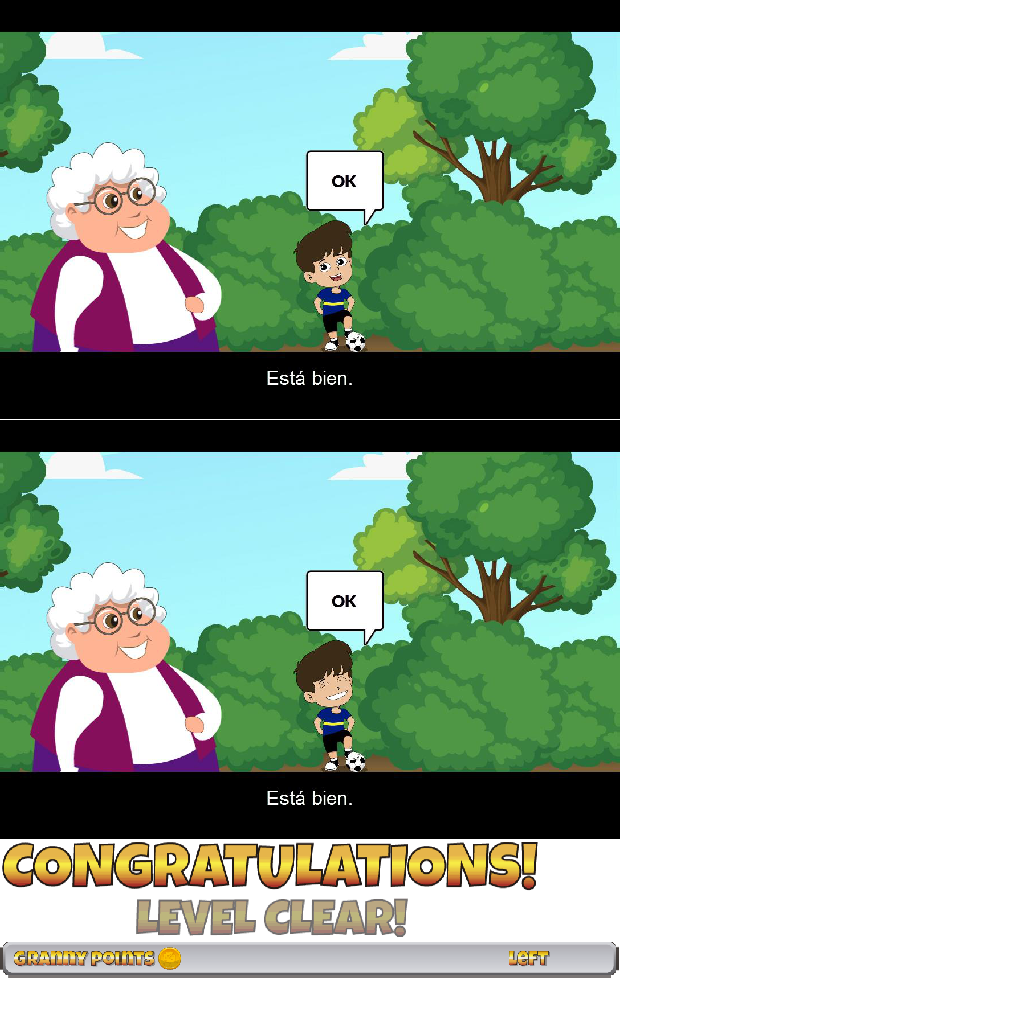 OK
Está bien.
OK
Está bien.
CONGRATULATIONS!
LEVEL CLEAR!
GRANNY POINTS LEFT